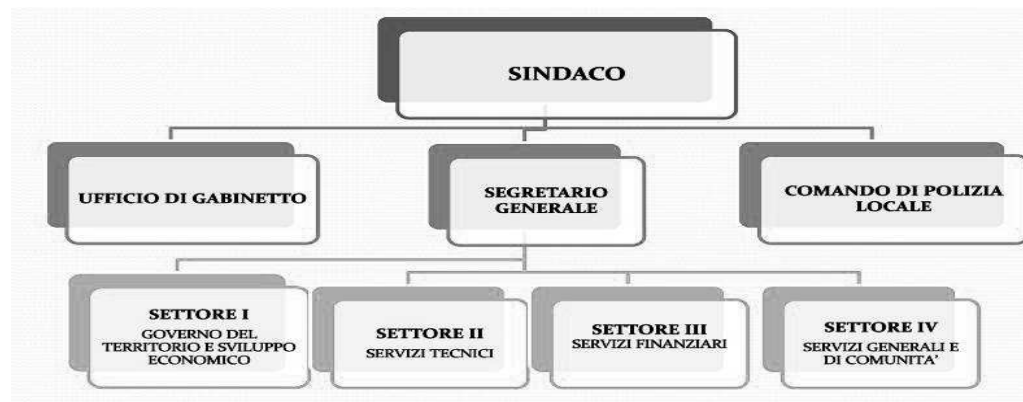 SINDACO
UFFICIO DI GABINETTO
SEGRETARIO
GENERALE
COMANDO DI POLIZIA
LOCALE
SETTORE I
GOVERNO DEL
TERRITORIO E SVILUPPO
ECONOMICO
SETTORE II
SERVIZI TECNICI
SETTORE III
SERVIZI FINANZIARI
SETTORE IV
SERVIZI GENERALI E
DI COMUNITA'